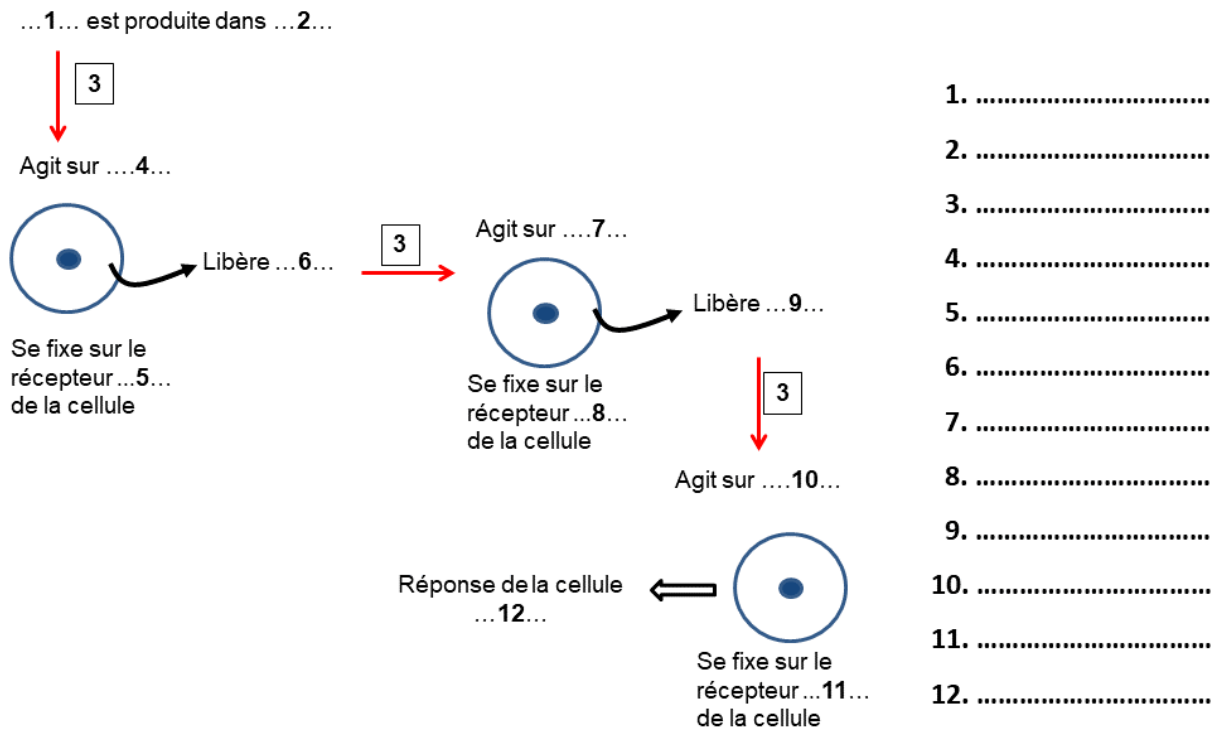 …1… est produite dans …2…
3
Agit sur ….4…
Libère …6…
Se fixe sur le
récepteur …5…
de la cellule
3
Agit sur ….7…
Libère …9…
Se fixe sur le
récepteur …8…
de la cellule
3
Agit sur ….10…
Réponse de la cellule
…12…
Se fixe sur le
récepteur …11…
de la cellule
1. ……………………………
2. ……………………………
3. ……………………………
4. ……………………………
5. ……………………………
6. ……………………………
7. ……………………………
8. ……………………………
9. ……………………………
10. ……………………………
11. ……………………………
12. ……………………………